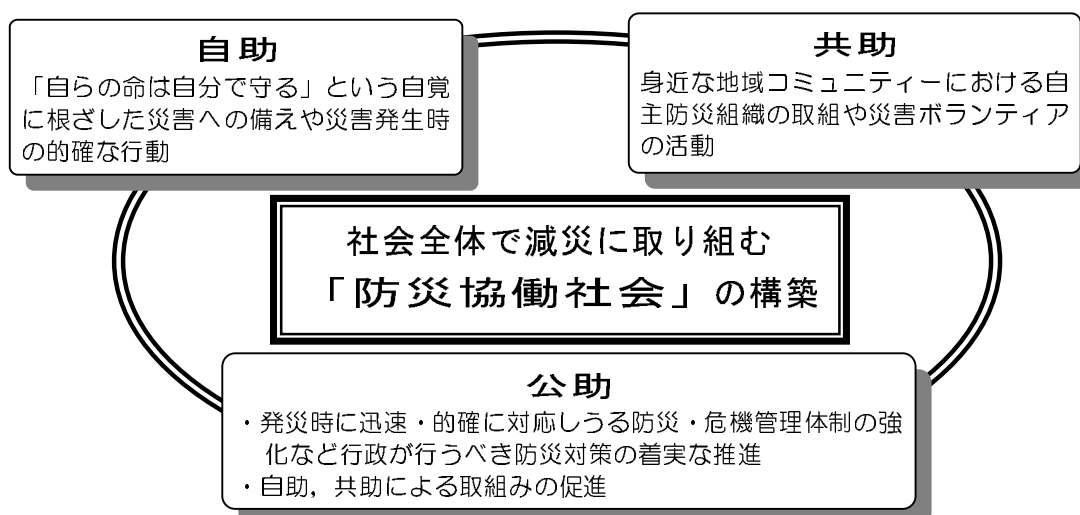 自助
「自らの命は自分で守る」という自覚
に根ざした災害への備えや災害発生時
の的確な行動
共助
身近な地域コミュニティーにおける自
主防災組織の取組や災害ボランティア
の活動
社会全体で減災に取り組む
「防災協働社会」の構築
公助
・発災時に迅速・的確に対応しうる防災・危機管理体制の強
化など行政が行うべき防災対策の着実な推進
・自助，共助による取組みの促進